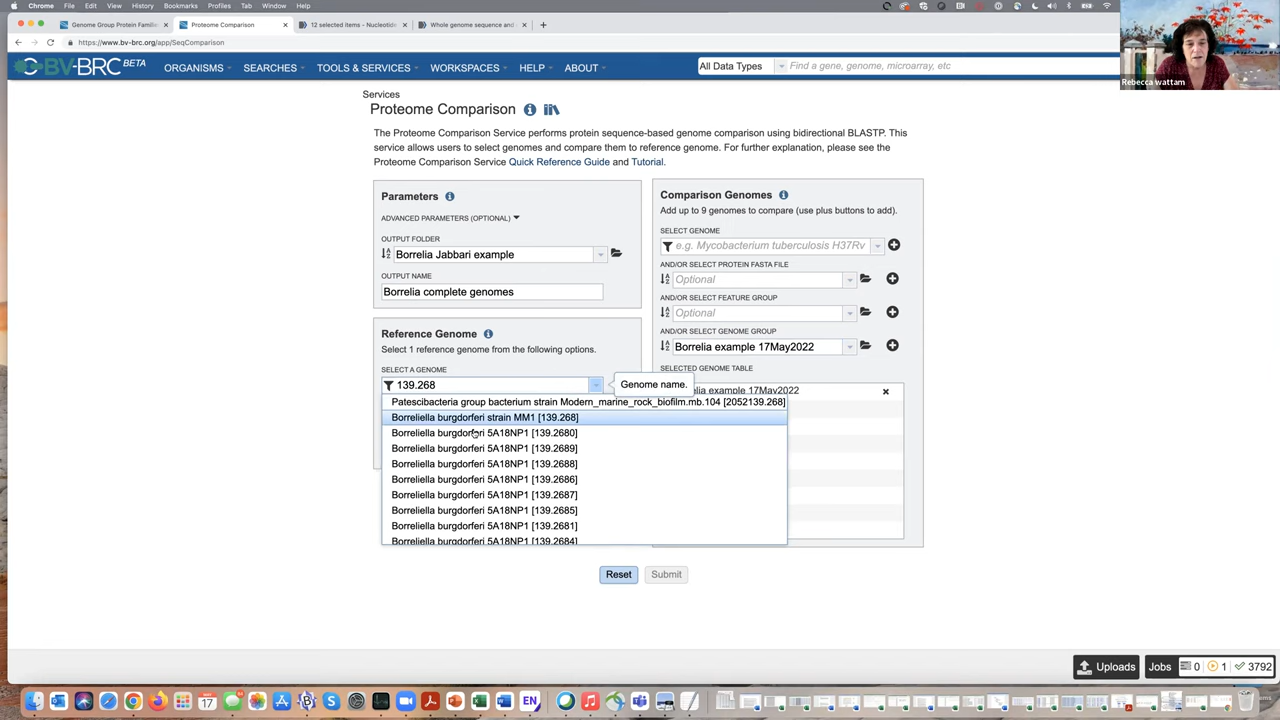 Chrome File Edit View History Bookmarks Profiles Tab Window Help
Genome Group Protein Familie
Proteome Comparison
12 selected items - Nucleotide
Whole genome sequence and
https://www.bv-brc.org/app/SeqComparison
Rebecca wattam
BV-BRC BETA
ORGANISMS SEARCHES TOOLS & SERVICES WORKSPACES HELP ABOUT
All Data Types Find a gene, genome, microarray, etc
Services
Proteome Comparison
The Proteome Comparison Service performs protein sequence-based genome comparison using bidirectional BLASTP. This
service allows users to select genomes and compare them to reference genome. For further explanation, please see the
Proteome Comparison Service Quick Reference Guide and Tutorial.
Parameters
ADVANCED PARAMETERS (OPTIONAL)
OUTPUT FOLDER
Borrelia Jabbari example
OUTPUT NAME
Borrelia complete genomes
Reference Genome
Select 1 reference genome from the following options.
SELECT A GENOME
139.268
Genome name.
Patescibacteria group bacterium strain Modern_marine_rock_biofilm.mb.104 [2052139.268]
Borreliella burgdorferi strain MM1 [139.268]
Borreliella burgdorferi 5A18NP1 [139.2680]
Borreliella burgdorferi 5A18NP1 [139.2689]
Borreliella burgdorferi 5A18NP1 [139.2688]
Borreliella burgdorferi 5A18NP1 [139.2686]
Borreliella burgdorferi 5A18NP1 [139.2687]
Borreliella burgdorferi 5A18NP1 [139.2685]
Borreliella burgdorferi 5A18NP1 [139.2681]
Borreliella burgdorferi 5A18NP1 [139.2684]
Comparison Genomes
Add up to 9 genomes to compare (use plus buttons to add).
SELECT GENOME
e.g. Mycobacterium tuberculosis H37Rv
AND/OR SELECT PROTEIN FASTA FILE
Optional
AND/OR SELECT FEATURE GROUP
Optional
AND/OR SELECT GENOME GROUP
Borrelia example 17May2022
SELECTED GENOME TABLE
elia example 17May2022
Reset Submit
Uploads Jobs 0 1 3792